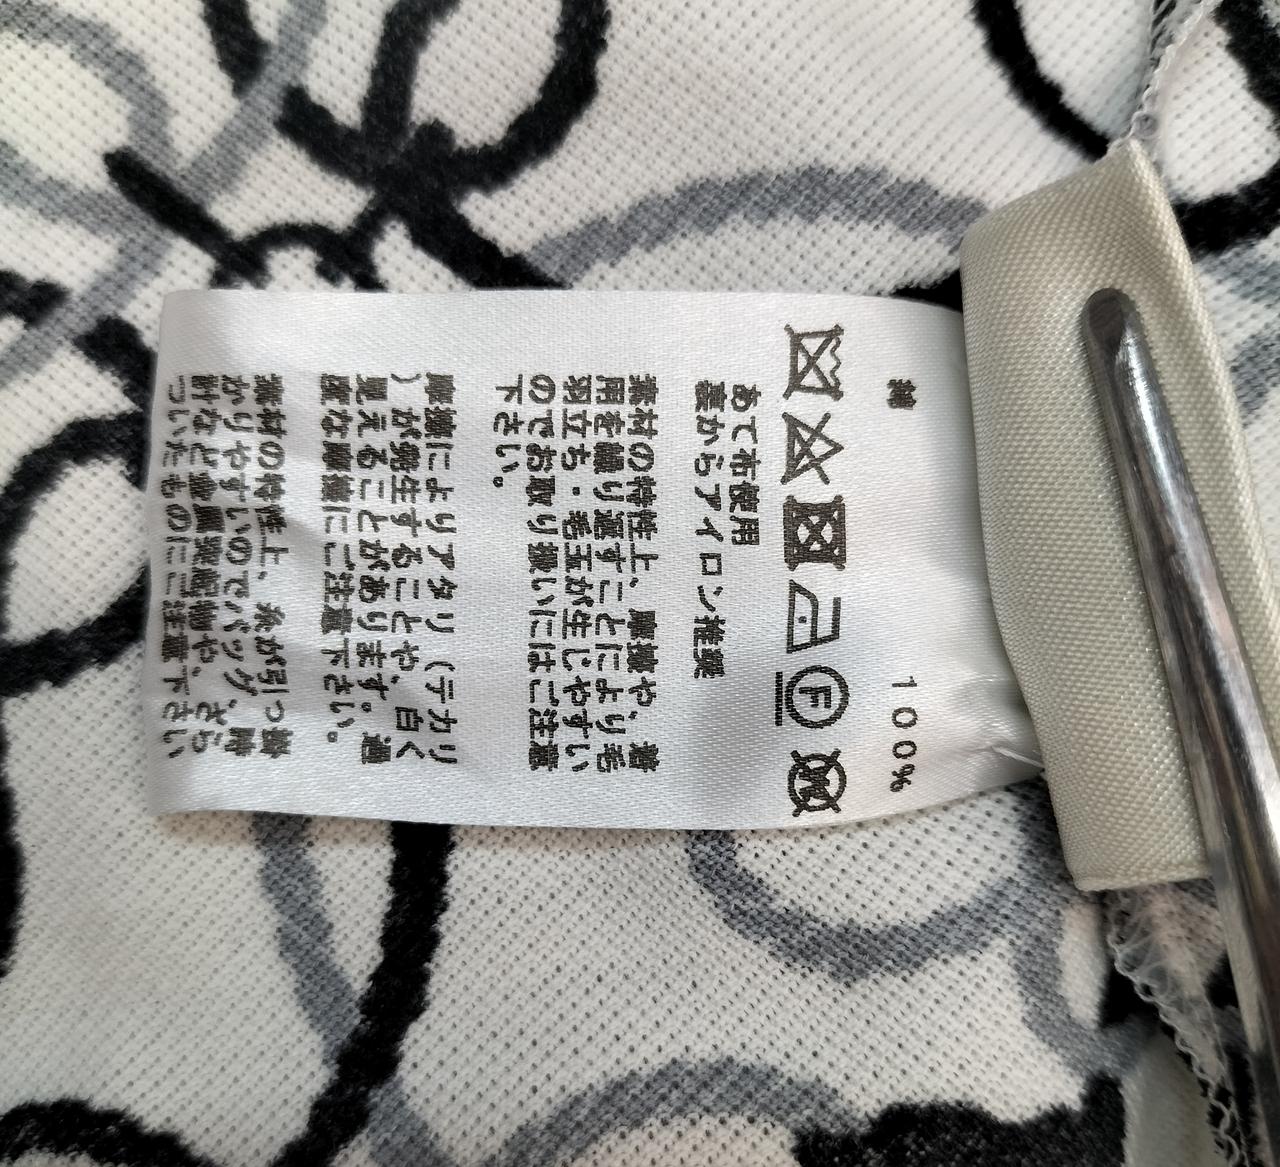 綿 100%
F
W
あて布使用
裏からアイロン推奨
素材の特性上、摩擦や、着
用を繰り返すことにより毛
羽立ち・毛玉が生じやすい
ので お取り扱いにはご注意
下さい。
摩擦によりアタリ（テカリ
）が発生することや、白く
見えることがあります。過
度な摩擦にご注意下さい。
素材の特性上、糸が引っ掛
かりやすいのでバッグ、時
計など金属装飾物や、ざら
ついたものにご注意下さい